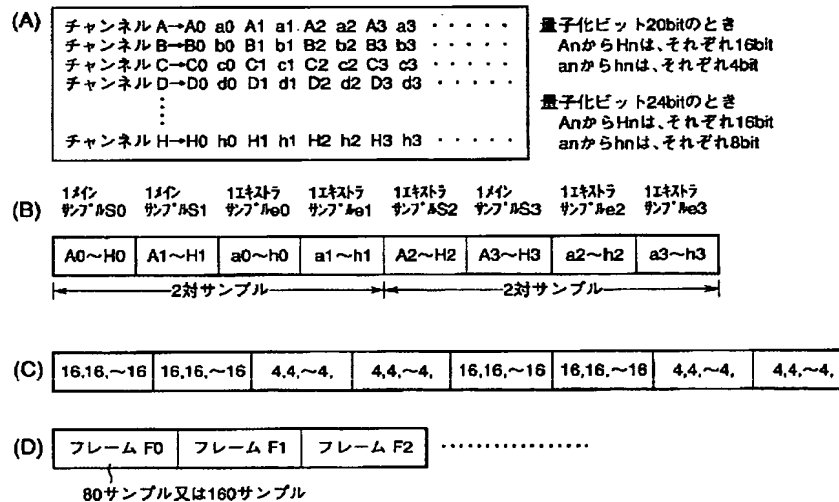 (A)
チャンネル A→A0 a0 A1 a1 A2 a2 A3 a3 ・・・・・
チャンネル B→B0 b0 B1 b1 B2 b2 B3 b3 ・・・・・
チャンネル C→C0 c0 C1 c1 C2 c2 C3 c3 ・・・・・
チャンネル D→D0 d0 D1 d1 D2 d2 D3 d3 ・・・・・
チャンネル H→H0 h0 H1 h1 H2 h2 H3 h3 ・・・・・
量子化ビット20bitのとき
AnからHnは、それぞれ16bit
anからhnは、それぞれ4bit
量子化ビット24bitのとき
AnからHnは、それぞれ16bit
anからhnは、それぞれ8bit
(B)
1メイン 1メイン 1エキストラ 1エキストラ 1エキストラ 1メイン 1エキストラ 1エキストラ
サンプルS0 サンプルS1 サンプルe0 サンプルe1 サンプルS2 サンプルS3 サンプルe2 サンプルe3
A0~H0 A1~H1 a0~h0 a1~h1 A2~H2 A3~H3 a2~h2 a3~h3
2対サンプル 2対サンプル
(C) 16,16,~16 16,16,~16 4,4,~4, 4,4,~4, 16,16,~16 16,16,~16 4,4,~4, 4,4,~4,
(D) フレーム F0 フレーム F1 フレーム F2 ・・・・・・・・・・・・
80サンプル又は160サンプル